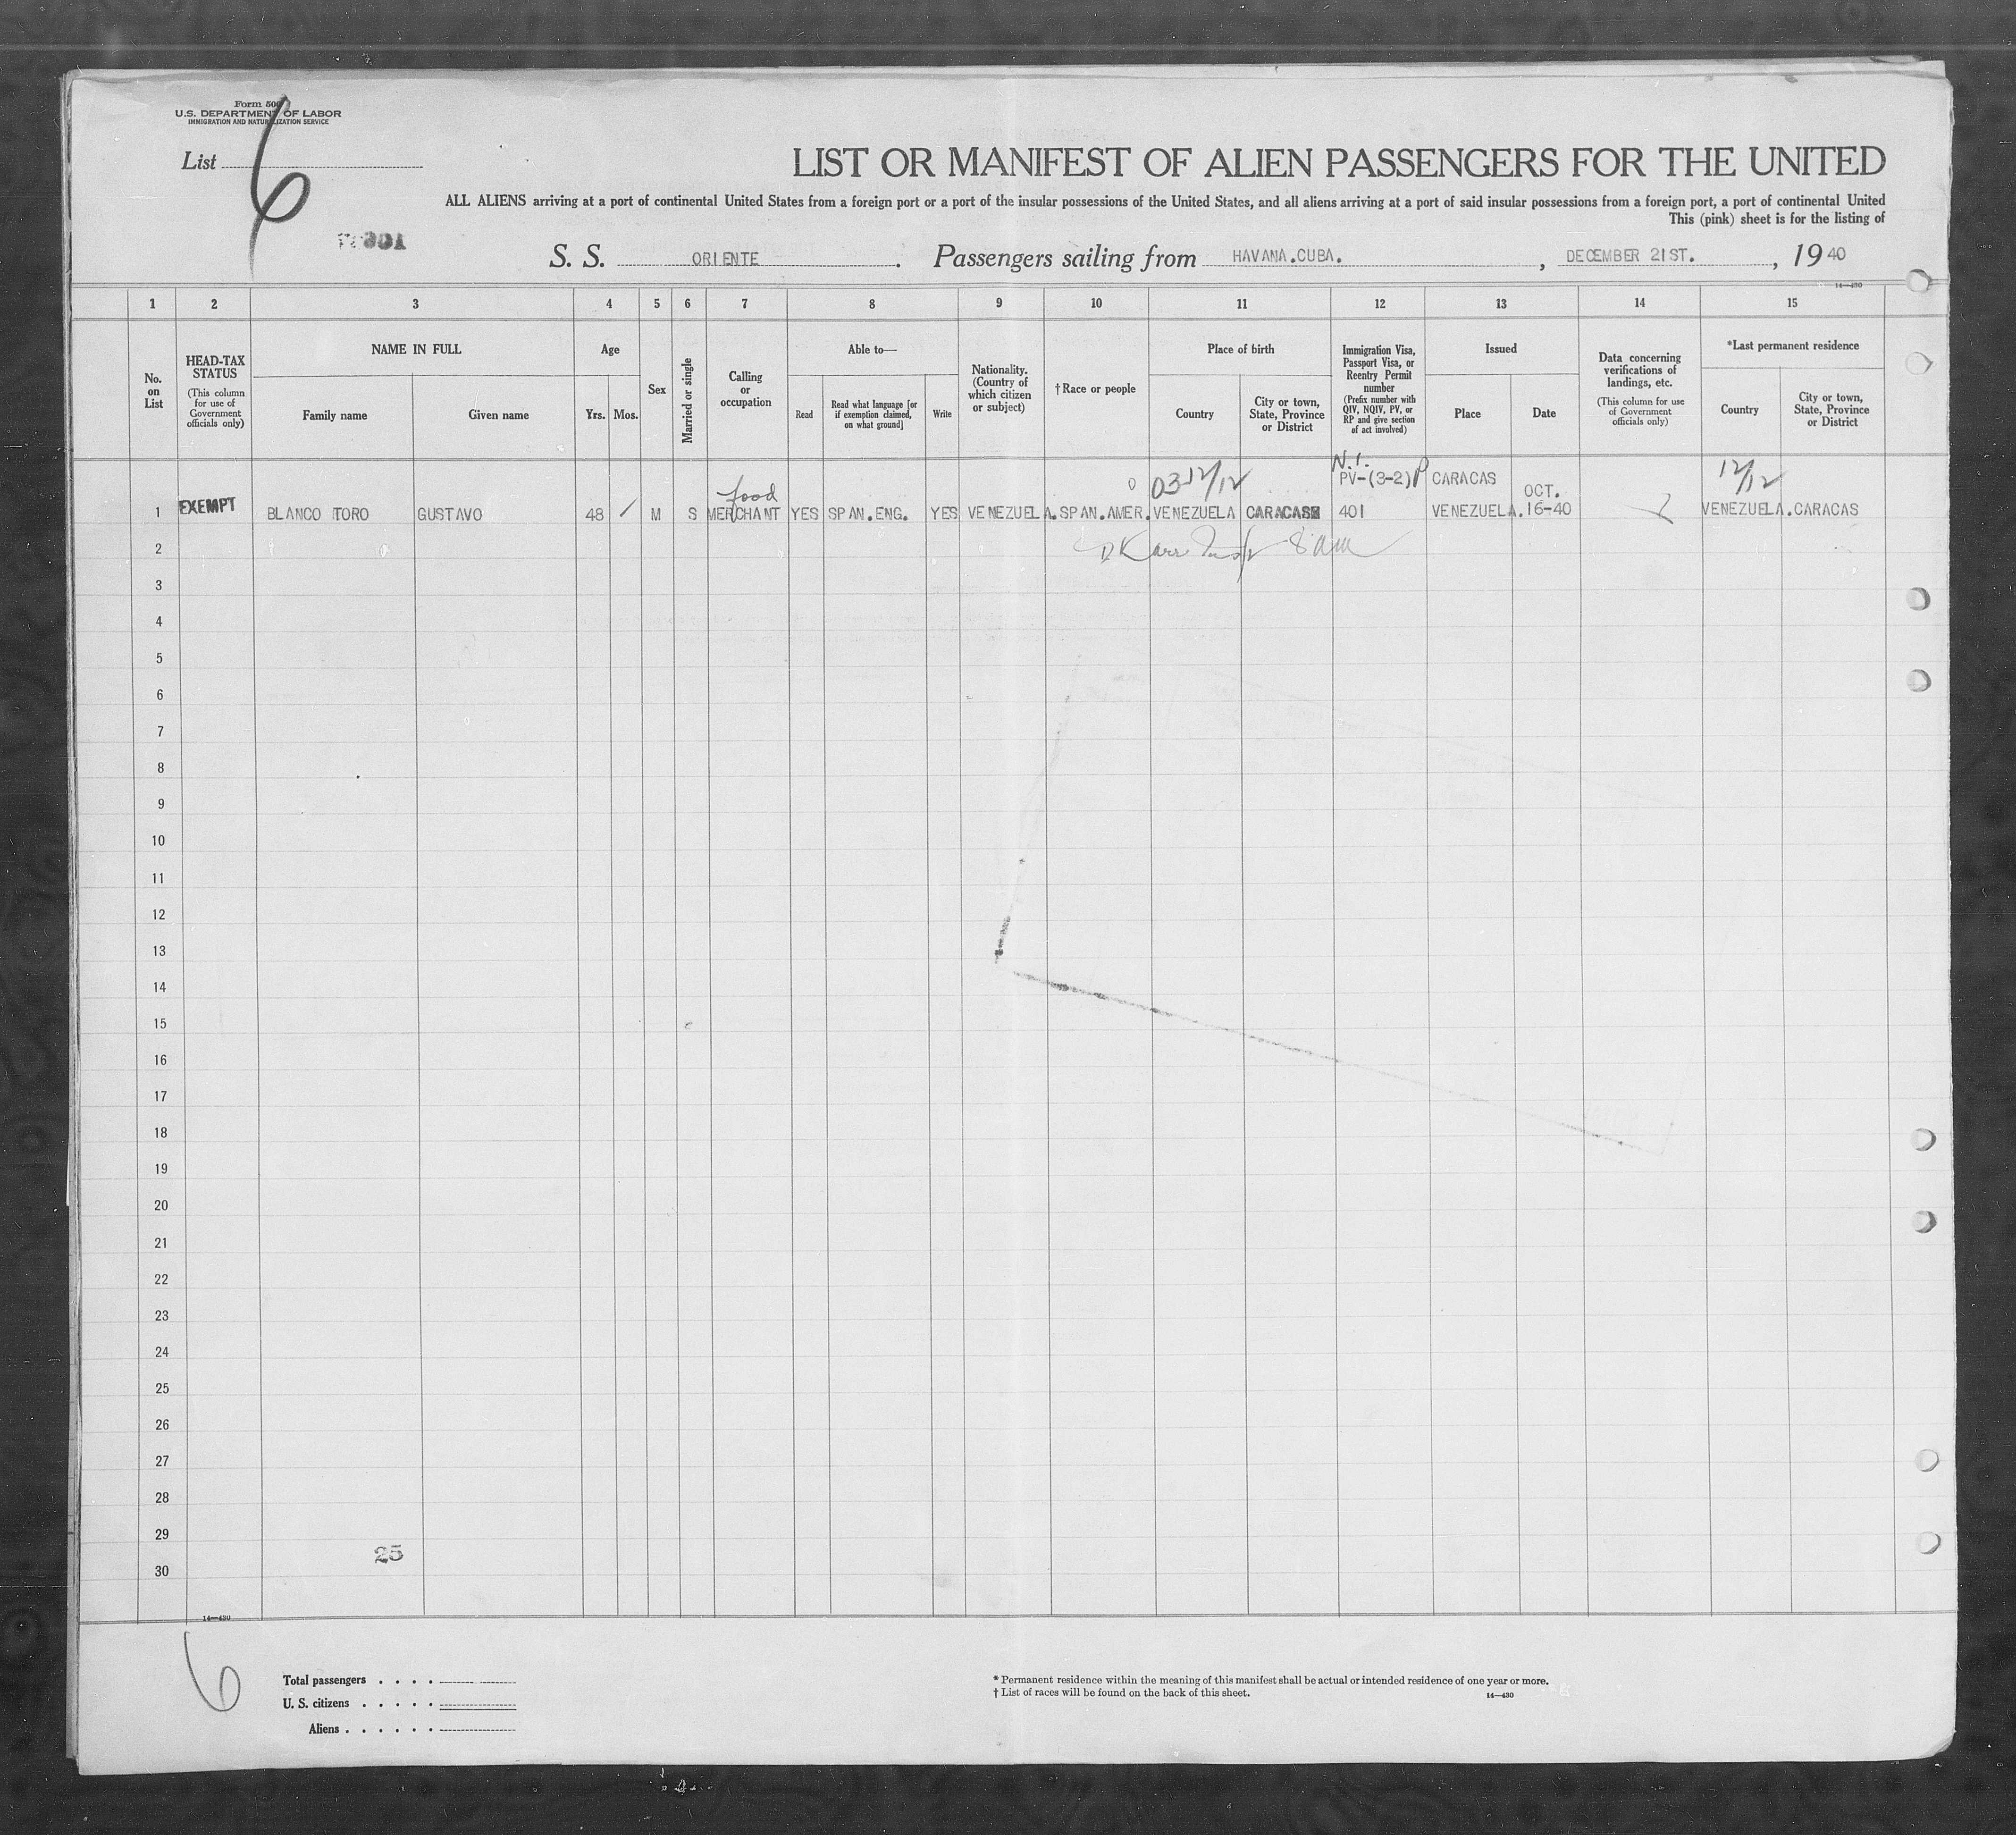 Form 500
U.S. DEPARTMENT OF LABOR
IMMIGRATION AND NATURALIZATION SERVICE
List
6
LIST OR MANIFEST OF ALIEN PASSENGERS FOR THE UNITED
ALL ALIENS arriving at a port of continental United States from a foreign port or a port of the insular possessions of the United States, and all aliens arriving at a port of said insular possessions from a foreign port, a port of continental United
This (pink) sheet is for the listing of
S. S. ORIENTE. Passengers sailing from HAVANA.CUBA. , DECEMBER 21ST. , 19 40
14—430
1 2 3 4 5 6 7 8 9 10 11 12 13 14 15
No. on List
HEAD-TAX STATUS
(This column for use of Government officials only)
NAME IN FULL
Family name
Given name
Age
Yrs.
Mos.
Sex
Married or single
Calling or occupation
Able to—
Read
Read what language [or if exemption claimed, on what ground]
Write
Nationality. (Country of which citizen or subject)
†Race or people
Place of birth
Country
City or town, State, Province or District
Immigration Visa, Passport Visa, or Reentry Permit number
(Prefix number with QIV, NQIV, PV, or RP and give section of act involved)
Issued
Place
Date
Data concerning verifications of landings, etc.
(This column for use of Government officials only)
*Last permanent residence
Country
City or town, State, Province or District
food 0 03 12/12 N.I. PV-(3-2)P CARACAS OCT. 12/12
1 EXEMPT BLANCO TORO GUSTAVO 48 M S MERCHANT YES SPAN.ENG. YES VENEZUELA.SPAN.AMER.VENEZUELA CARACAS 401 VENEZUELA.16-40 VENEZUELA.CARACAS
2
3
4
5
6
7
8
9
10
11
12
13
14
15
16
17
18
19
20
21
22
23
24
25
26
27
28
29
25
30
14—430
6
Total passengers . . . .
U. S. citizens . . . . .
Aliens . . . . . .
* Permanent residence within the meaning of this manifest shall be actual or intended residence of one year or more.
† List of races will be found on the back of this sheet.
14—430